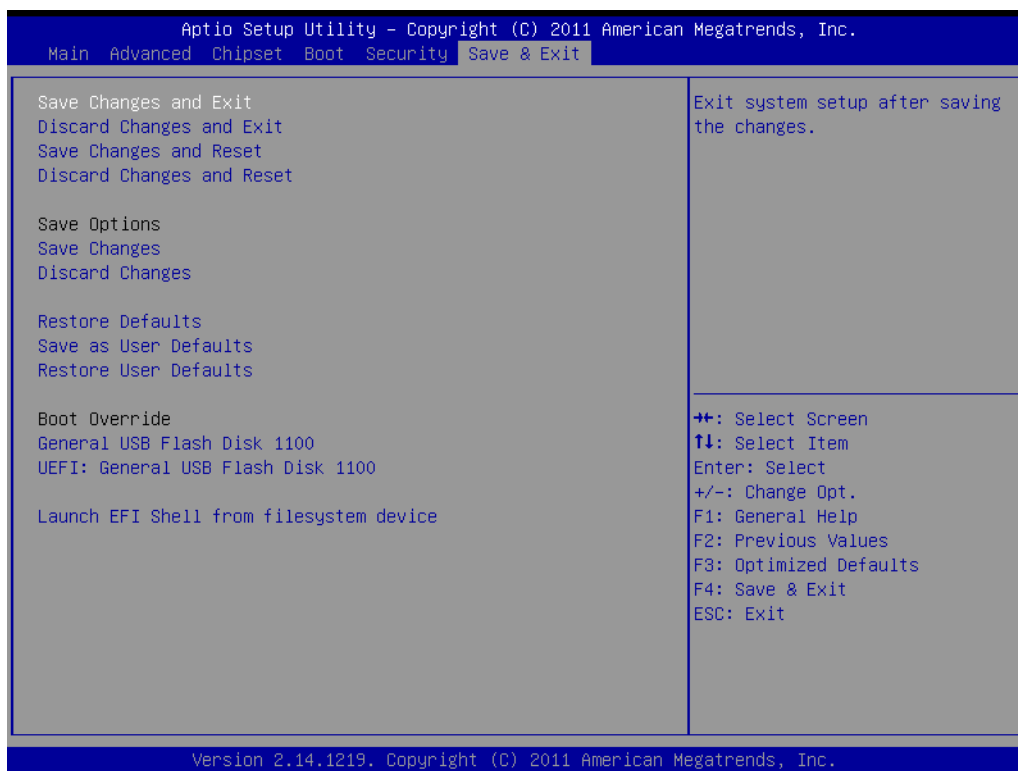 Aptio Setup Utility – Copyright (C) 2011 American Megatrends, Inc.
Main Advanced Chipset Boot Security Save & Exit
Save Changes and Exit
Discard Changes and Exit
Save Changes and Reset
Discard Changes and Reset
Save Options
Save Changes
Discard Changes
Restore Defaults
Save as User Defaults
Restore User Defaults
Boot Override
General USB Flash Disk 1100
UEFI: General USB Flash Disk 1100
Launch EFI Shell from filesystem device
Exit system setup after saving
the changes.
→←: Select Screen
↑↓: Select Item
Enter: Select
+/-: Change Opt.
F1: General Help
F2: Previous Values
F3: Optimized Defaults
F4: Save & Exit
ESC: Exit
Version 2.14.1219. Copyright (C) 2011 American Megatrends, Inc.